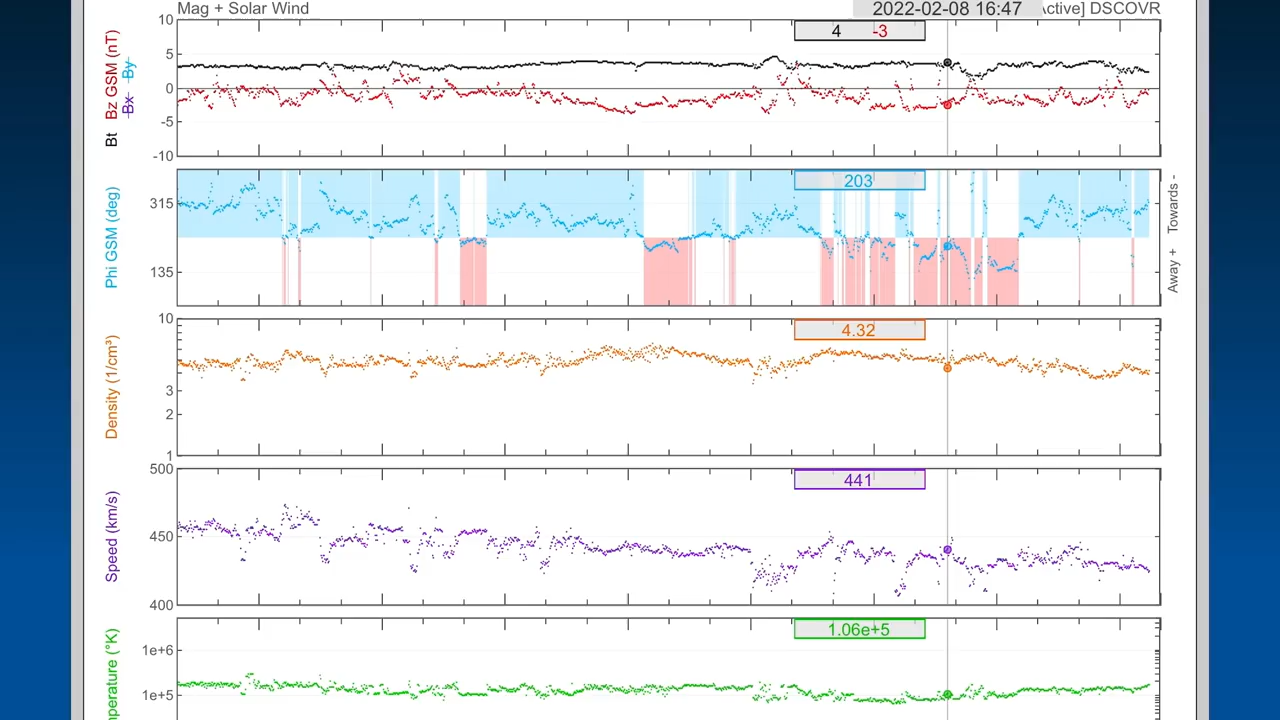 Mag + Solar Wind
2022-02-08 16:47
Active] DSCOVR
10
5
0
-5
-10
Bt Bz GSM (nT)
Bx By
4 -3
315
135
Phi GSM (deg)
203
Away + Towards -
10
3
2
1
Density (1/cm³)
4.32
500
450
400
Speed (km/s)
441
1e+6
1e+5
mperature (°K)
1.06e+5